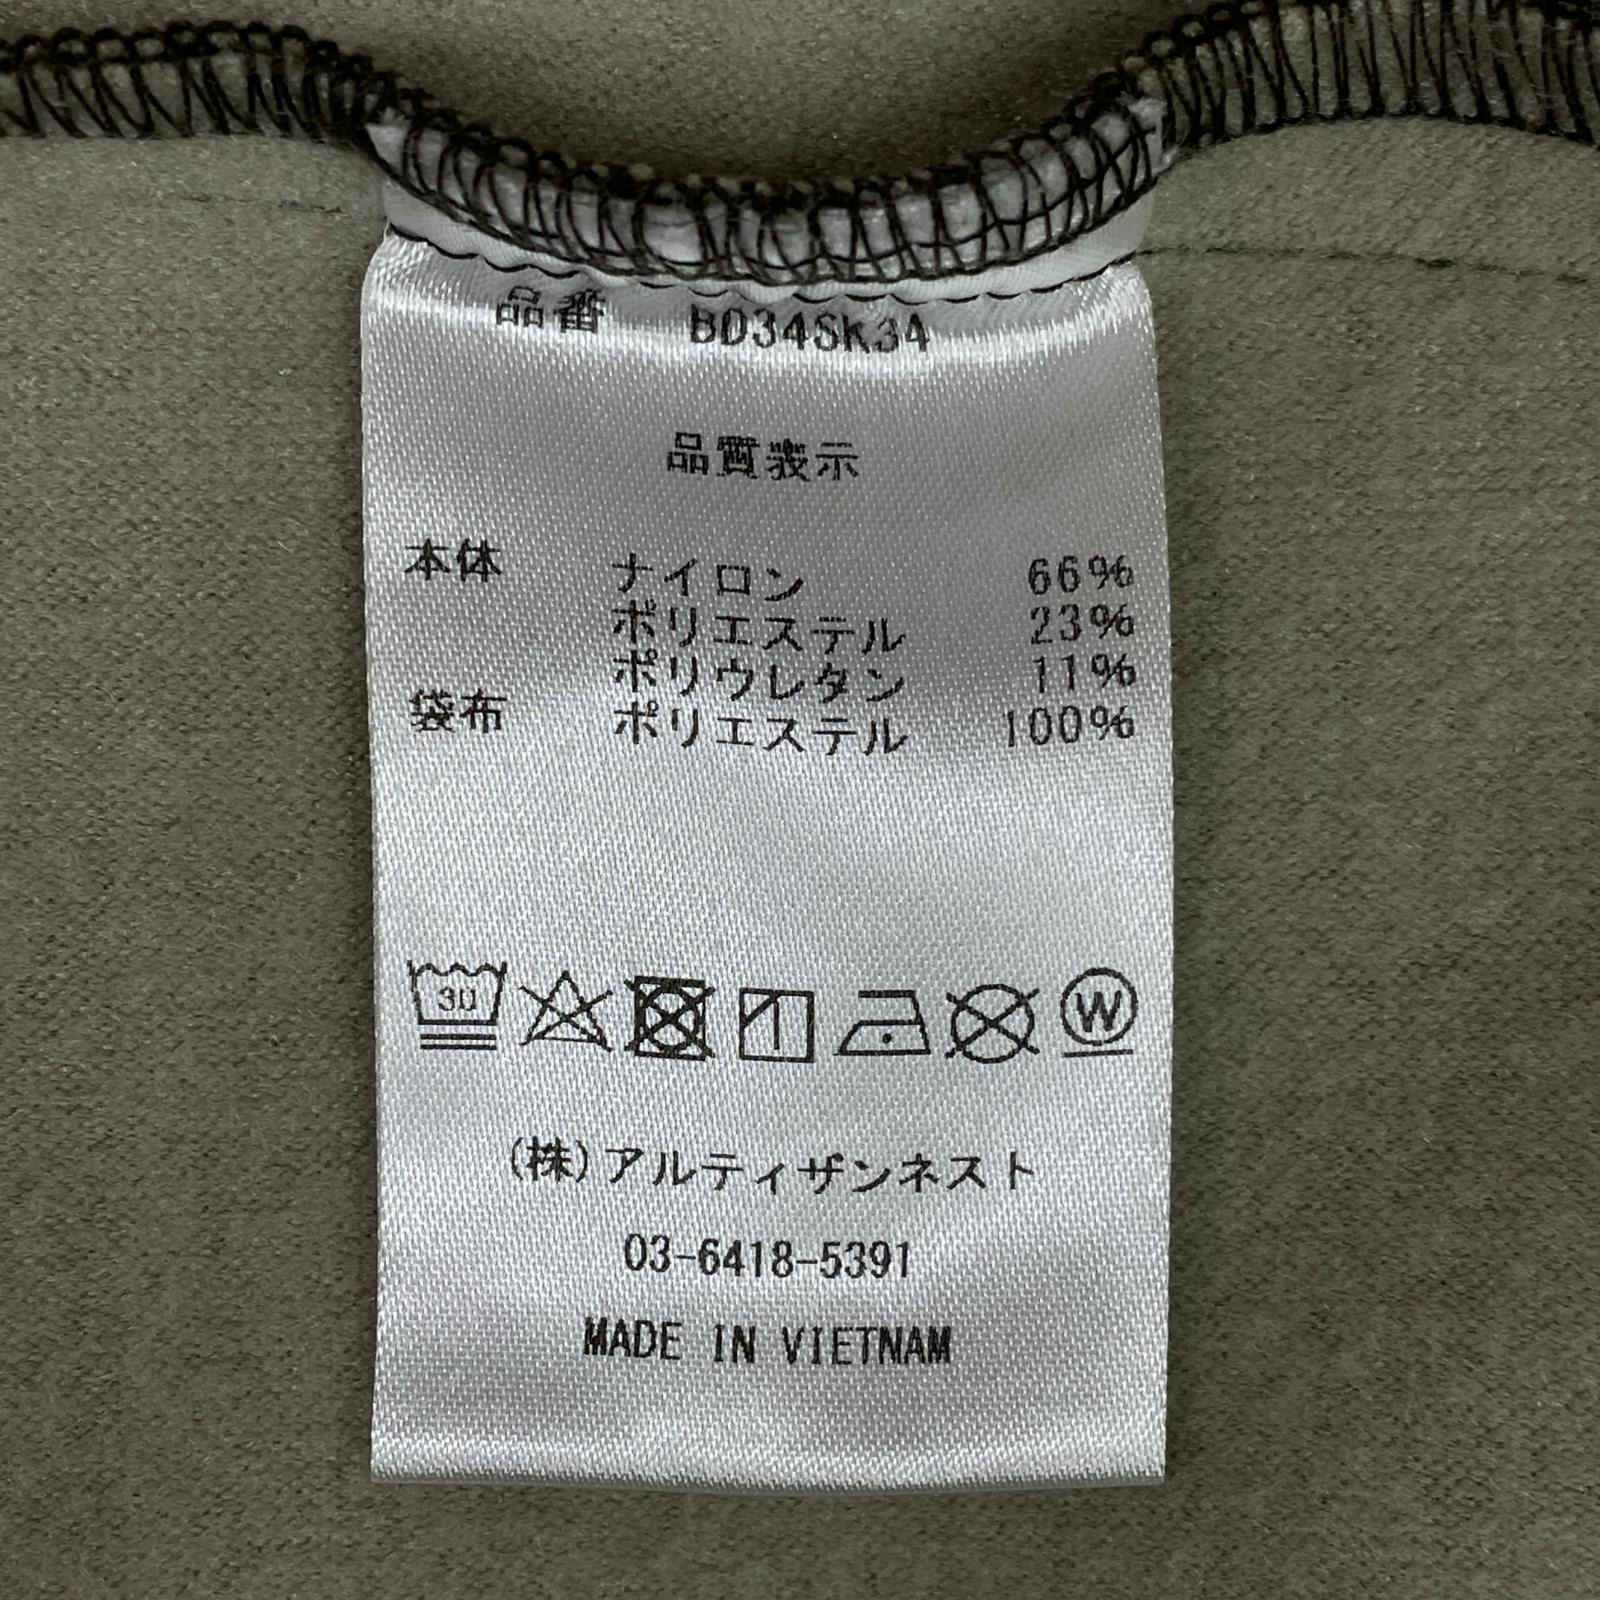 品番 BD34SK34
品質表示
本体 ナイロン 66%
ポリエステル 23%
ポリウレタン 11%
袋布 ポリエステル 100%
30
W
(株)アルティザンネスト
03-6418-5391
MADE IN VIETNAM